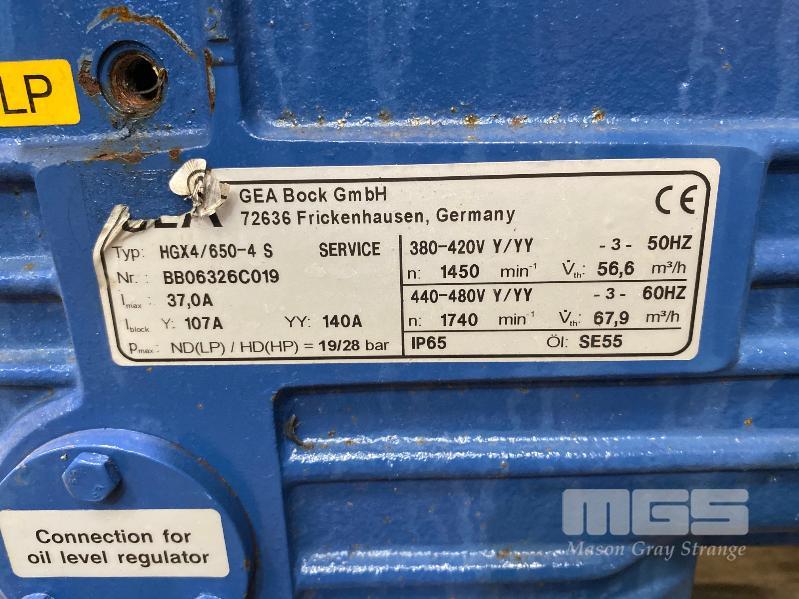 LP
GEA Bock GmbH
72636 Frickenhausen, Germany
GEA
CE
Typ: HGX4/650-4 S SERVICE
Nr.: BB06326C019
Imax: 37,0A
Iblock Y: 107A YY: 140A
Pmax: ND(LP) / HD(HP) = 19/28 bar
380-420V Y/YY -3- 50HZ
n: 1450 min-1 V̇th: 56,6 m³/h
440-480V Y/YY -3- 60HZ
n: 1740 min-1 V̇th: 67,9 m³/h
IP65 Öl: SE55
Connection for
oil level regulator
MGS
Mason Gray Strange